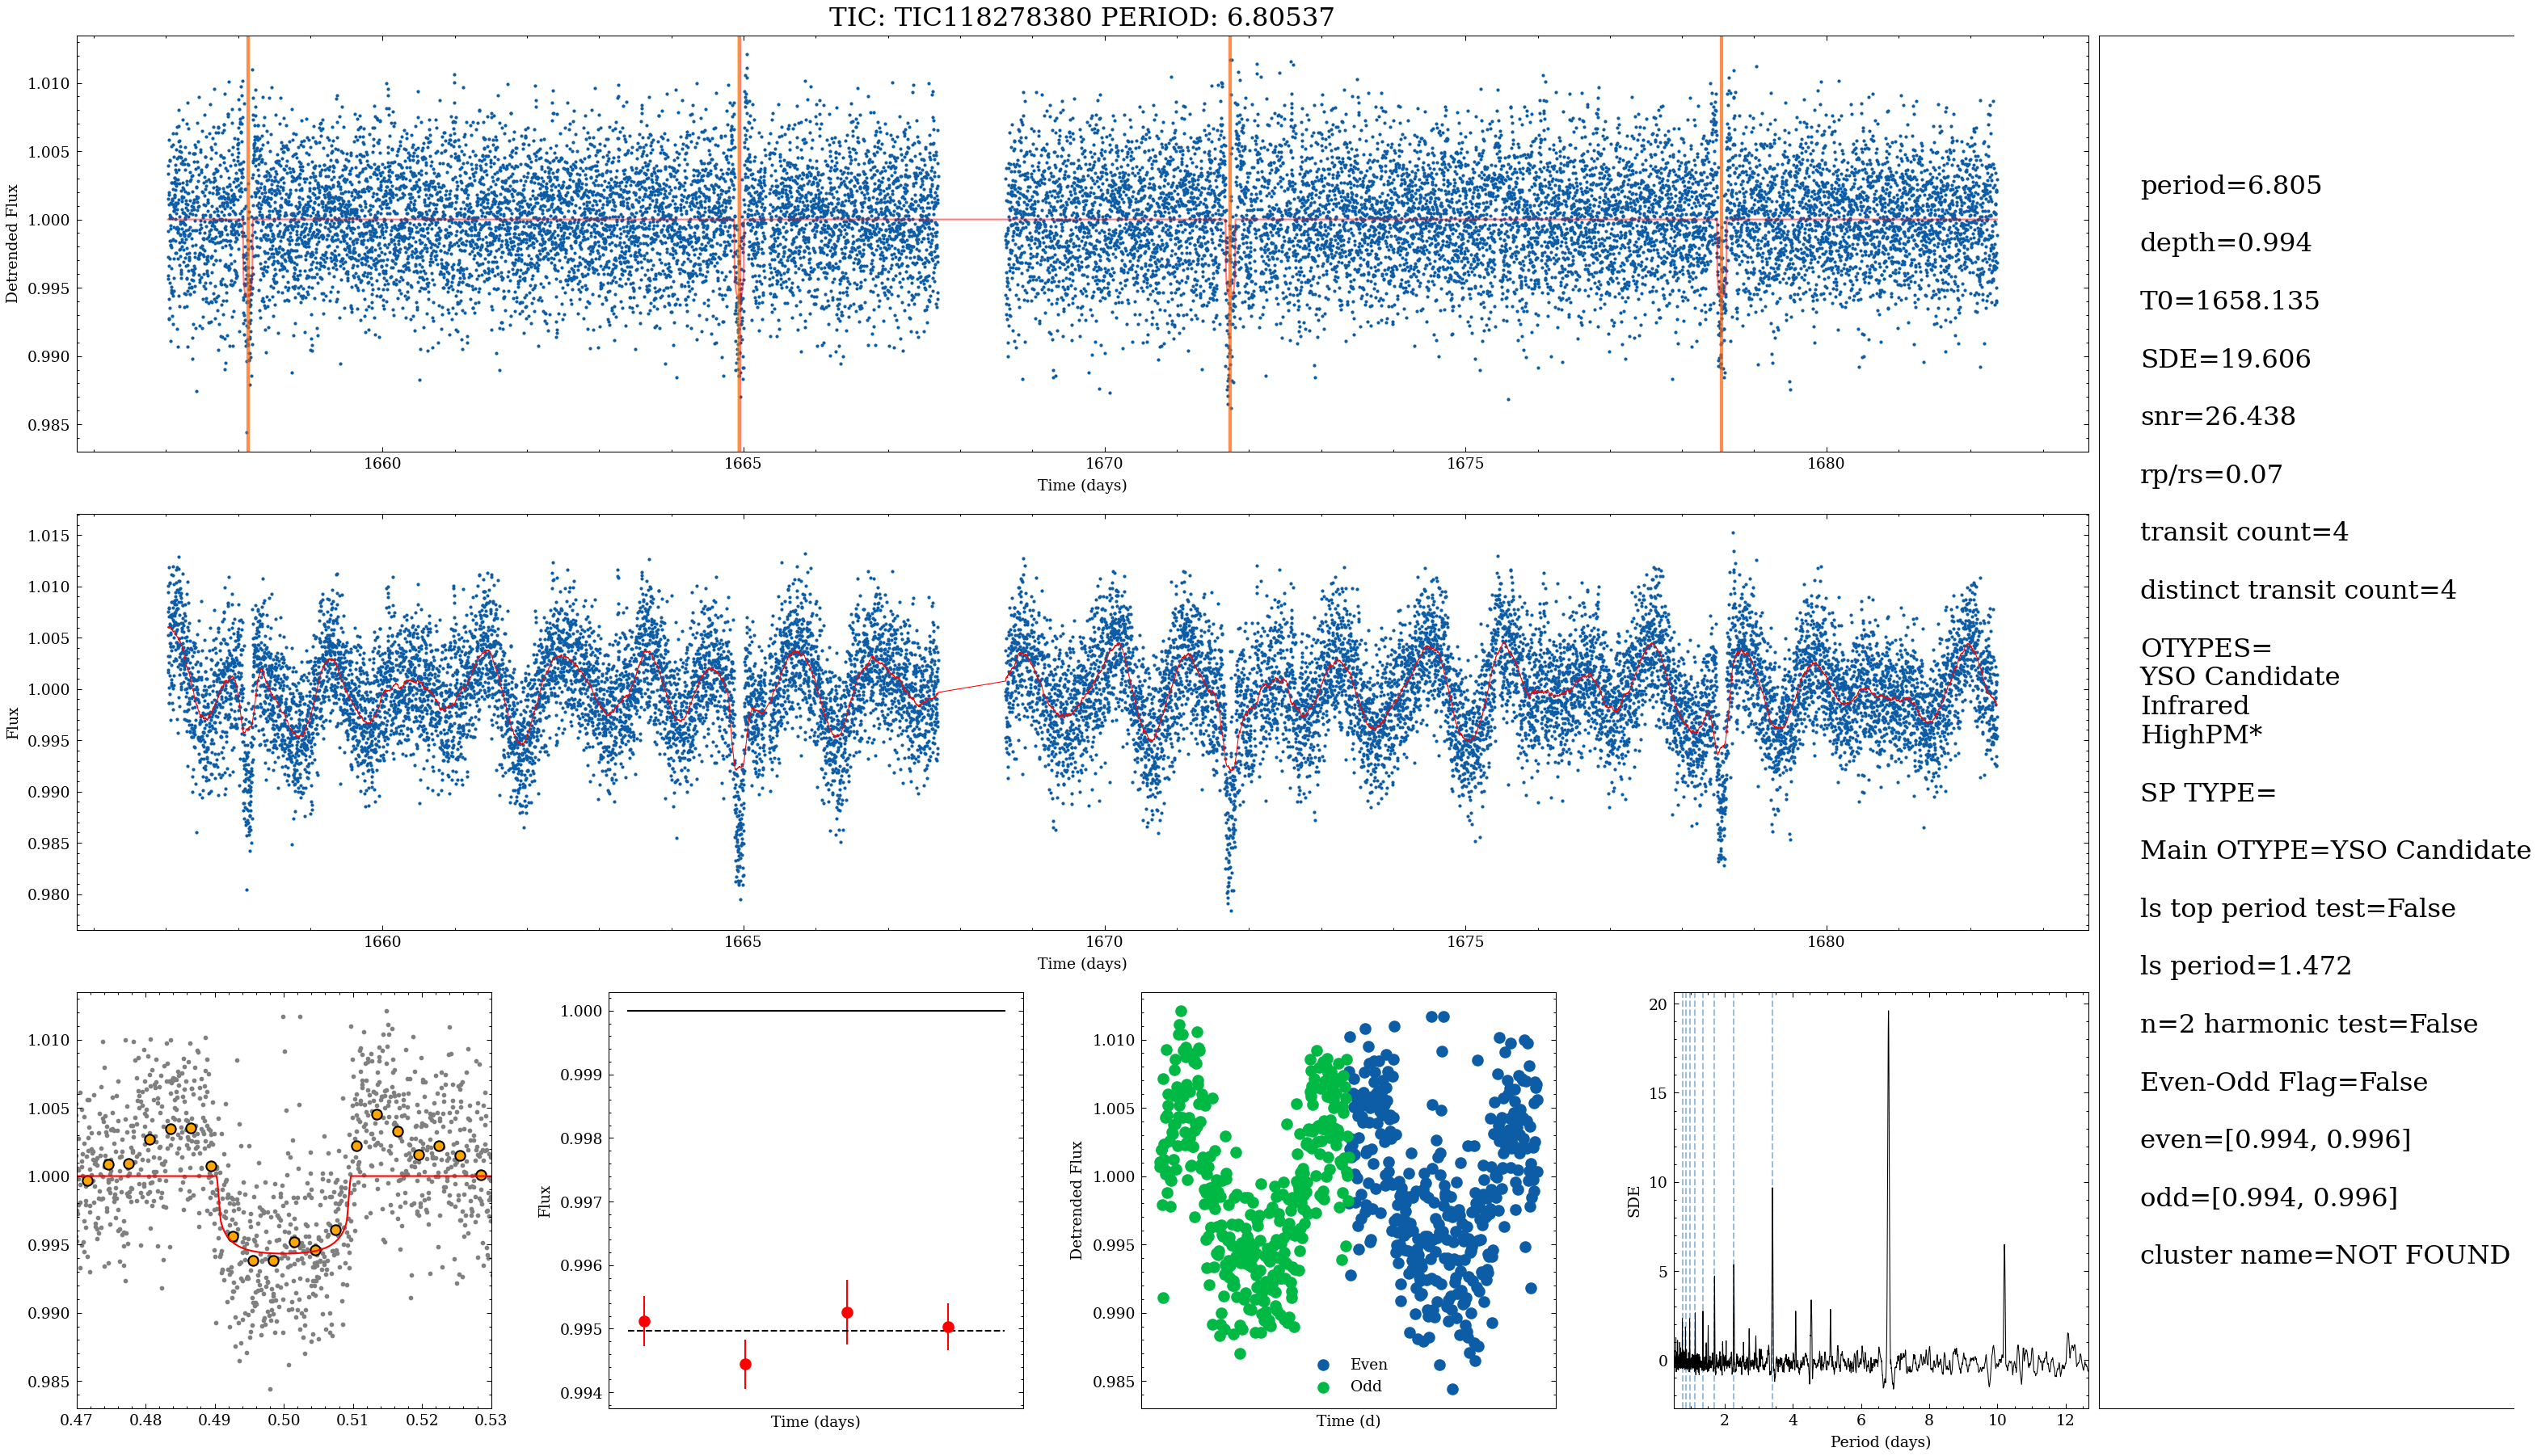 TIC: TIC118278380 PERIOD: 6.80537
1.010
1.005
1.000
0.995
0.990
0.985
Detrended Flux
1660
1665
1670
1675
1680
Time (days)
1.015
1.010
1.005
1.000
0.995
0.990
0.985
0.980
Flux
1660
1665
1670
1675
1680
Time (days)
1.010
1.005
1.000
0.995
0.990
0.985
0.47
0.48
0.49
0.50
0.51
0.52
0.53
1.000
0.999
0.998
0.997
0.996
0.995
0.994
Flux
Time (days)
1.010
1.005
1.000
0.995
0.990
0.985
Detrended Flux
Even
Odd
Time (d)
20
15
10
5
0
SDE
2
4
6
8
10
12
Period (days)
period=6.805
depth=0.994
T0=1658.135
SDE=19.606
snr=26.438
rp/rs=0.07
transit count=4
distinct transit count=4
OTYPES=
YSO Candidate
Infrared
HighPM*
SP TYPE=
Main OTYPE=YSO Candidate
ls top period test=False
ls period=1.472
n=2 harmonic test=False
Even-Odd Flag=False
even=[0.994, 0.996]
odd=[0.994, 0.996]
cluster name=NOT FOUND